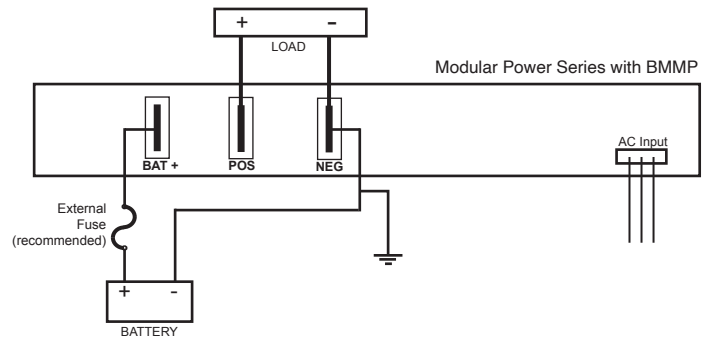 + -
LOAD
Modular Power Series with BMMP
AC Input
BAT +
POS
NEG
External
Fuse
(recommended)
+ -
BATTERY